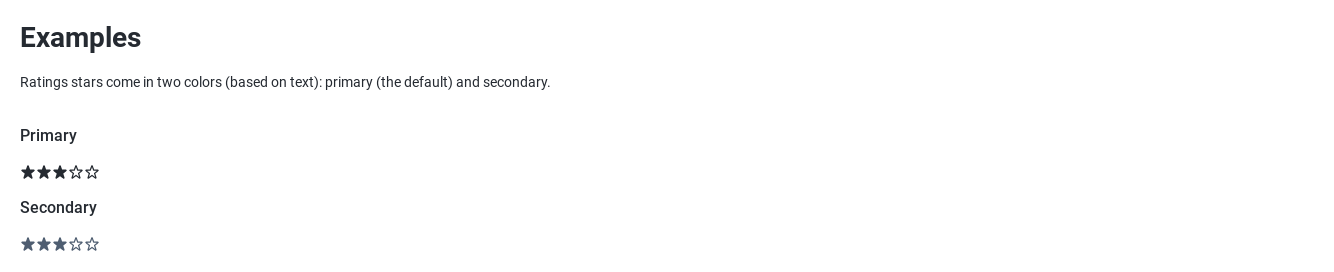 Examples
Ratings stars come in two colors (based on text): primary (the default) and secondary.
Primary
Secondary